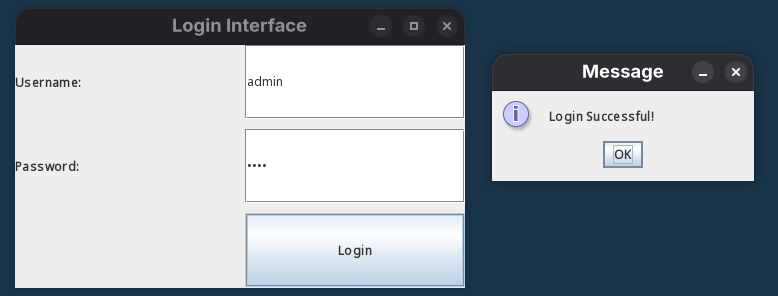 Login Interface
Username:
admin
Password:
••••
Login
Message
i
Login Successful!
OK